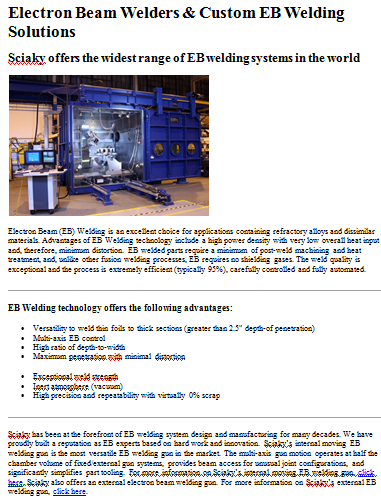 Electron Beam Welders & Custom EB Welding
Solutions
Sciaky offers the widest range of EB welding systems in the world
Electron Beam (EB) Welding is an excellent choice for applications containing refractory alloys and dissimilar
materials. Advantages of EB Welding technology include a high power density with very low overall heat input
and, therefore, minimum distortion. EB welded parts require a minimum of post-weld machining and heat
treatment, and, unlike other fusion welding processes, EB requires no shielding gases. The weld quality is
exceptional and the process is extremely efficient (typically 95%), carefully controlled and fully automated.
EB Welding technology offers the following advantages:
• Versatility to weld thin foils to thick sections (greater than 2.5" depth-of penetration)
• Multi-axis EB control
• High ratio of depth-to-width
• Maximum penetration with minimal distortion
• Exceptional weld strength
• Inert atmosphere (vacuum)
• High precision and repeatability with virtually 0% scrap
Sciaky has been at the forefront of EB welding system design and manufacturing for many decades. We have
proudly built a reputation as EB experts based on hard work and innovation. Sciaky's internal moving EB
welding gun is the most versatile EB welding gun in the market. The multi-axis gun motion operates at half the
chamber volume of fixed/external gun systems, provides beam access for unusual joint configurations, and
significantly simplifies part tooling. For more information on Sciaky's internal moving EB welding gun, click
here. Sciaky also offers an external electron beam welding gun. For more information on Sciaky's external EB
welding gun, click here.